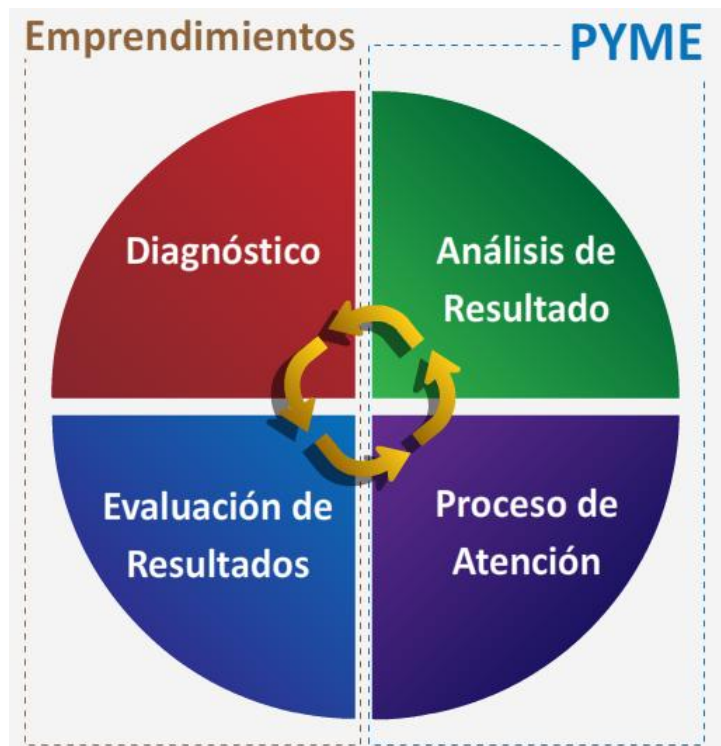 Emprendimientos
PYME
Diagnóstico
Análisis de
Resultado
Evaluación de
Resultados
Proceso de
Atención